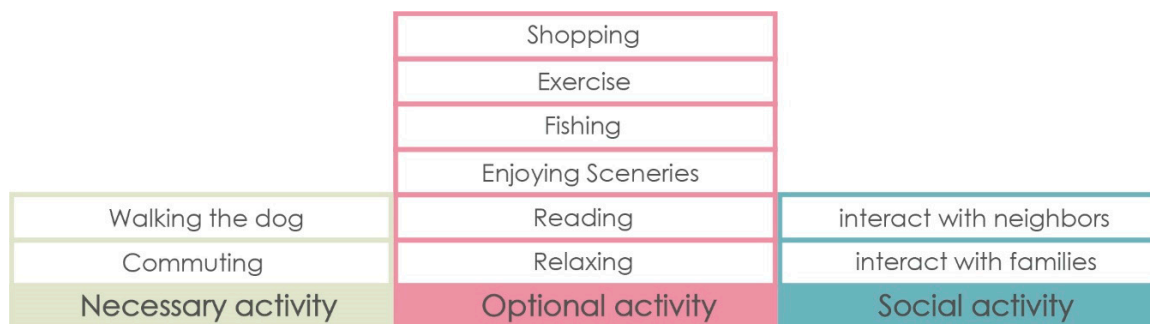 Shopping
Exercise
Fishing
Enjoying Sceneries
Walking the dog
Reading
interact with neighbors
Commuting
Relaxing
interact with families
Necessary activity
Optional activity
Social activity